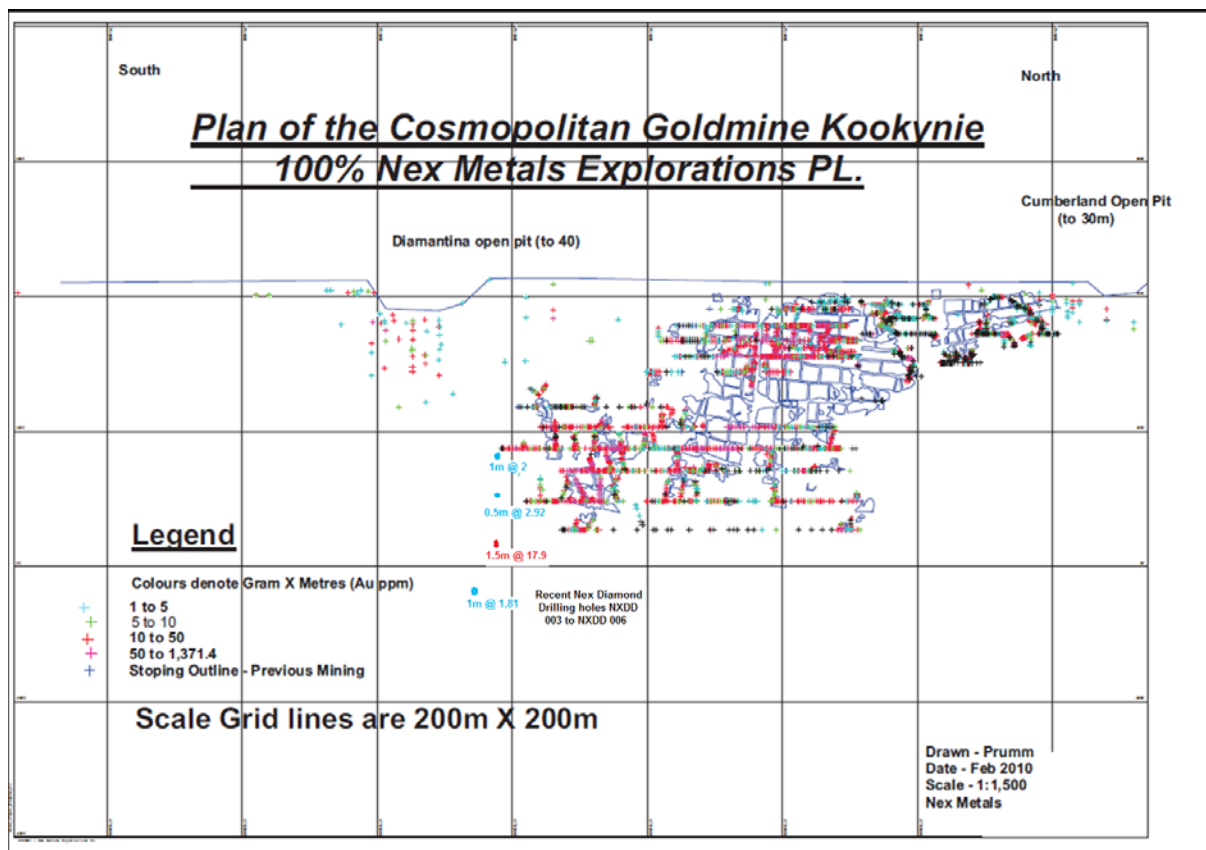 South
North
Plan of the Cosmopolitan Goldmine Kookynie
100% Nex Metals Explorations PL.
Cumberland Open Pit
(to 30m)
Diamantina open pit (to 40)
1m @ 2
0.5m @ 2.92
1.5m @ 17.9
1m @ 1.81
Recent Nex Diamond
Drilling holes NXDD
003 to NXDD 006
Legend
Colours denote Gram X Metres (Au ppm)
1 to 5
5 to 10
10 to 50
50 to 1,371.4
Stoping Outline - Previous Mining
Scale Grid lines are 200m X 200m
Drawn - Prumm
Date - Feb 2010
Scale - 1:1,500
Nex Metals